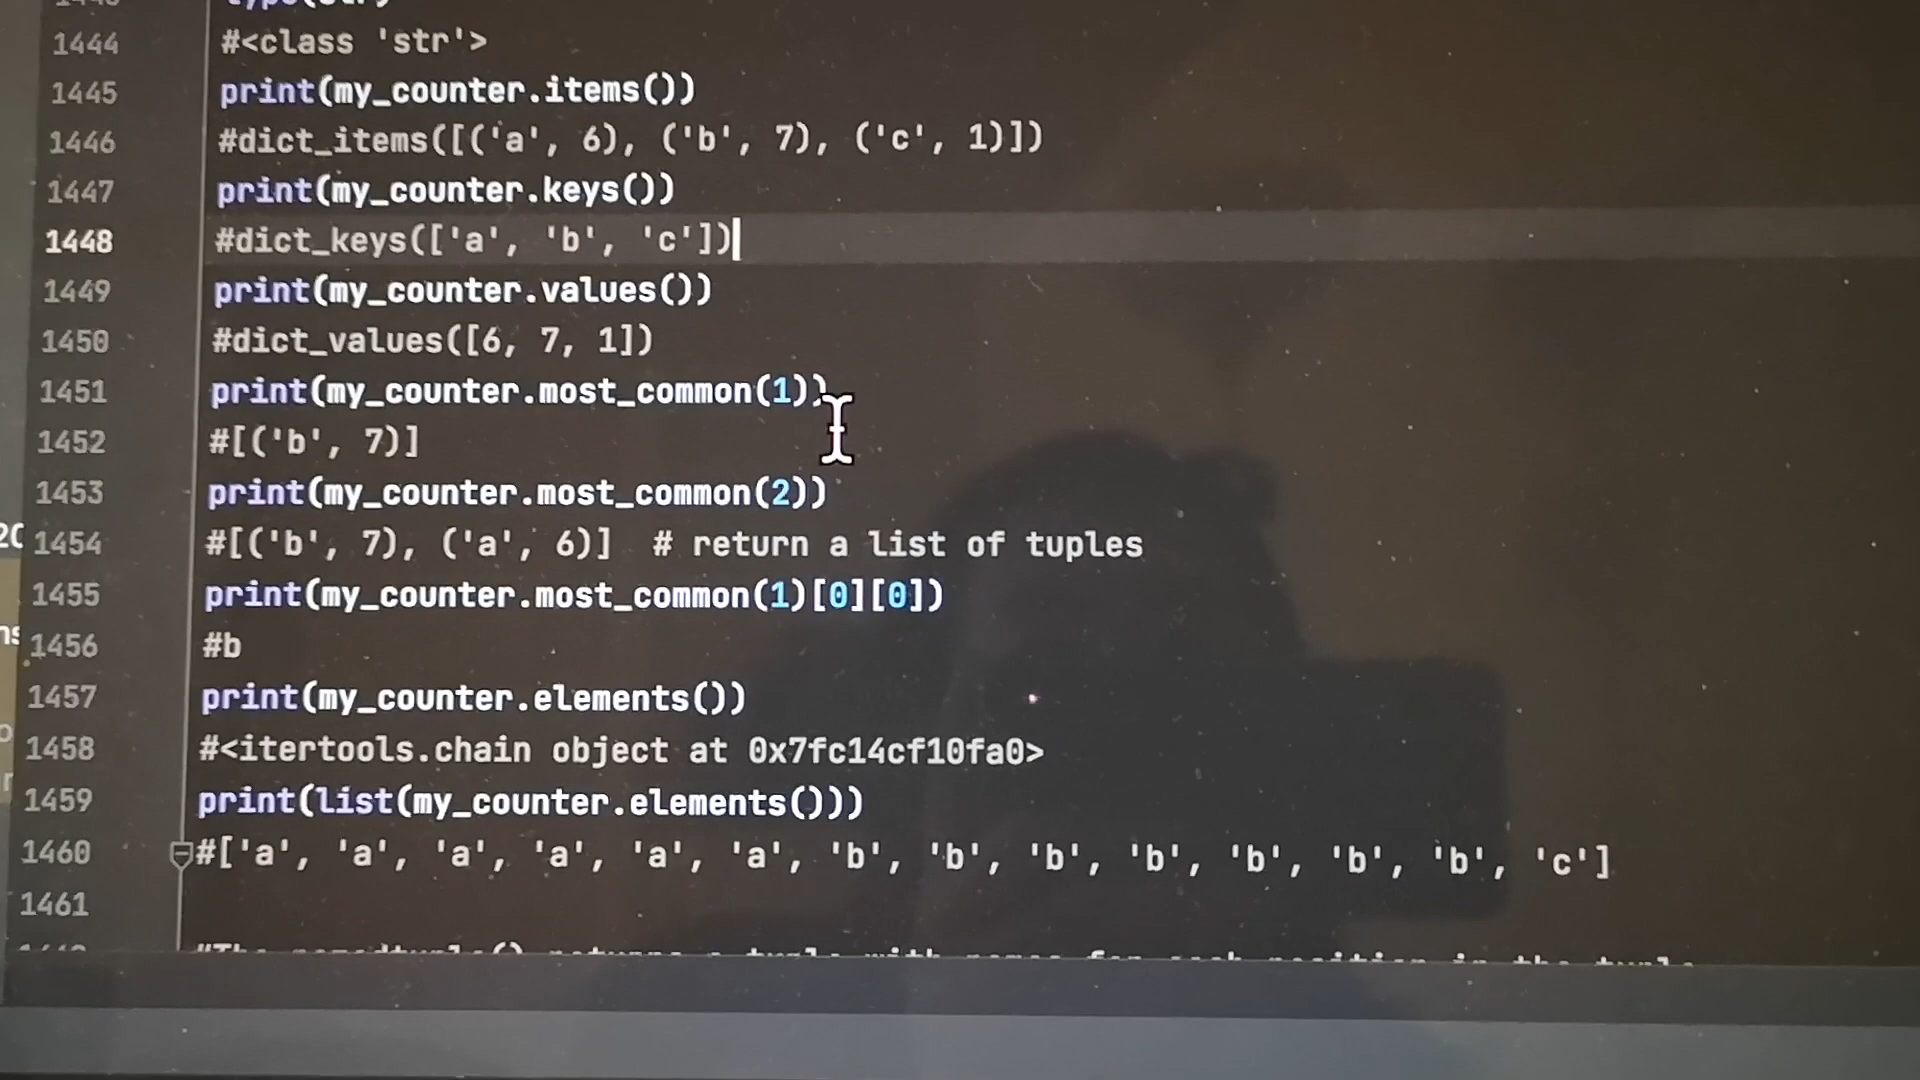 1444 #<class 'str'>
1445 print(my_counter.items())
1446 #dict_items([('a', 6), ('b', 7), ('c', 1)])
1447 print(my_counter.keys())
1448 #dict_keys(['a', 'b', 'c'])
1449 print(my_counter.values())
1450 #dict_values([6, 7, 1])
1451 print(my_counter.most_common(1))
1452 #[('b', 7)]
1453 print(my_counter.most_common(2))
1454 #[('b', 7), ('a', 6)]  # return a list of tuples
1455 print(my_counter.most_common(1)[0][0])
1456 #b
1457 print(my_counter.elements())
1458 #<itertools.chain object at 0x7fc14cf10fa0>
1459 print(list(my_counter.elements()))
1460 #['a', 'a', 'a', 'a', 'a', 'a', 'b', 'b', 'b', 'b', 'b', 'b', 'b', 'c']
1461